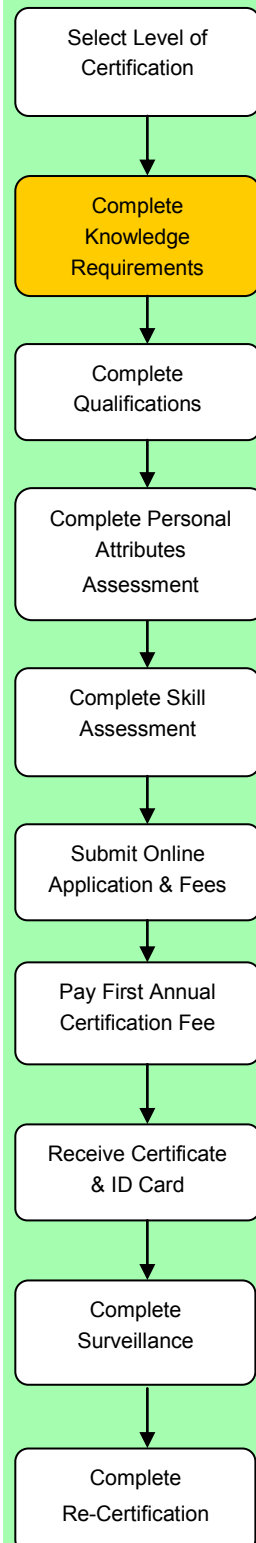 Select Level of
Certification
Complete
Knowledge
Requirements
Complete
Qualifications
Complete Personal
Attributes
Assessment
Complete Skill
Assessment
Submit Online
Application & Fees
Pay First Annual
Certification Fee
Receive Certificate
& ID Card
Complete
Surveillance
Complete
Re-Certification